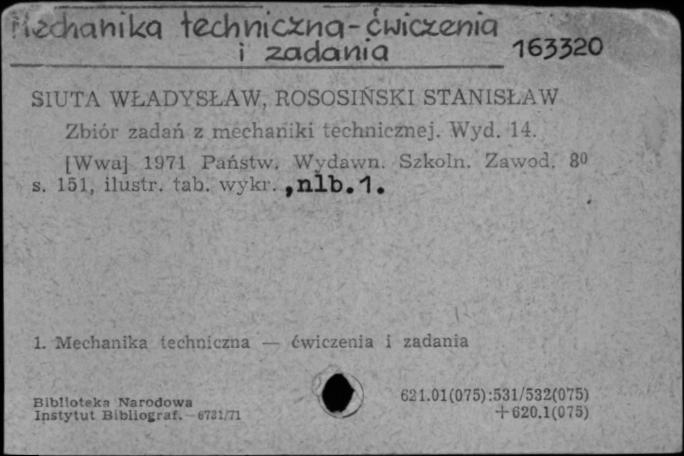 Mechanika techniczna-ćwiczenia
i zadania
163320
SIUTA WŁADYSŁAW, ROSOSIŃSKI STANISŁAW
Zbiór zadań z mechaniki technicznej. Wyd. 14.
[Wwa] 1971 Państw. Wydawn. Szkoln. Zawod. 8⁰
s. 151, ilustr. tab. wykr. ,nlb.1.
1. Mechanika techniczna — ćwiczenia i zadania
Biblioteka Narodowa
Instytut Bibliograf. - 6731/71
621.01(075):531/532(075)
+620.1(075)